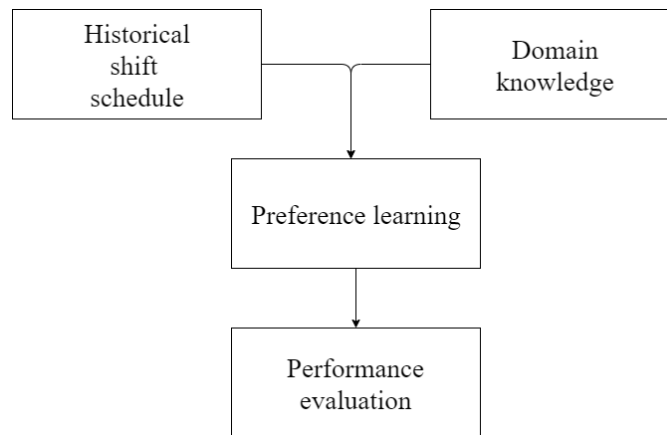 Historical
shift
schedule
Domain
knowledge
Preference learning
Performance
evaluation